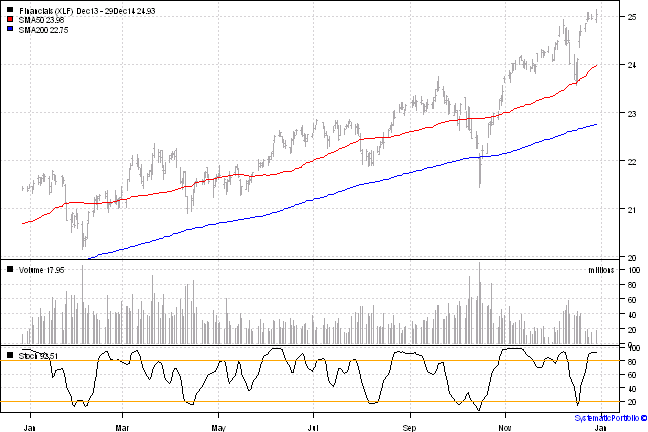 Financials (XLF) Dec13 - 29Dec14 24.93
SMA50 23.98
SMA200 22.75
25
24
23
22
21
20
Volume 17.95
millions
100
80
60
40
20
0
Stoch 92.51
100
80
60
40
20
Jan Mar May Jul Sep Nov Jan
SystematicPortfolio ©